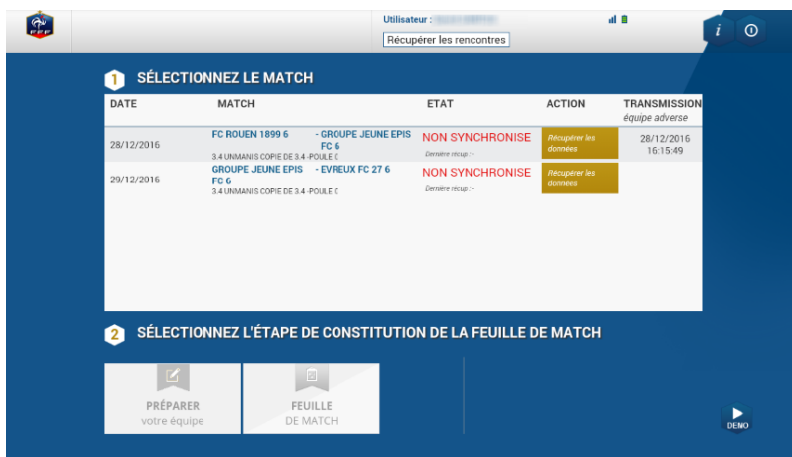 FFF
Utilisateur :
Récupérer les rencontres
i
1 SÉLECTIONNEZ LE MATCH
DATE MATCH ETAT ACTION TRANSMISSION
équipe adverse
28/12/2016 FC ROUEN 1899 6 - GROUPE JEUNE EPIS FC 6 NON SYNCHRONISE Récupérer les données 28/12/2016 16:15:49
3.4 UNMANIS COPIE DE 3.4 -POULE C Dernière récup :-
29/12/2016 GROUPE JEUNE EPIS FC 6 - EVREUX FC 27 6 NON SYNCHRONISE Récupérer les données
3.4 UNMANIS COPIE DE 3.4 -POULE C Dernière récup :-
2 SÉLECTIONNEZ L'ÉTAPE DE CONSTITUTION DE LA FEUILLE DE MATCH
PRÉPARER
votre équipe
FEUILLE
DE MATCH
DEMO